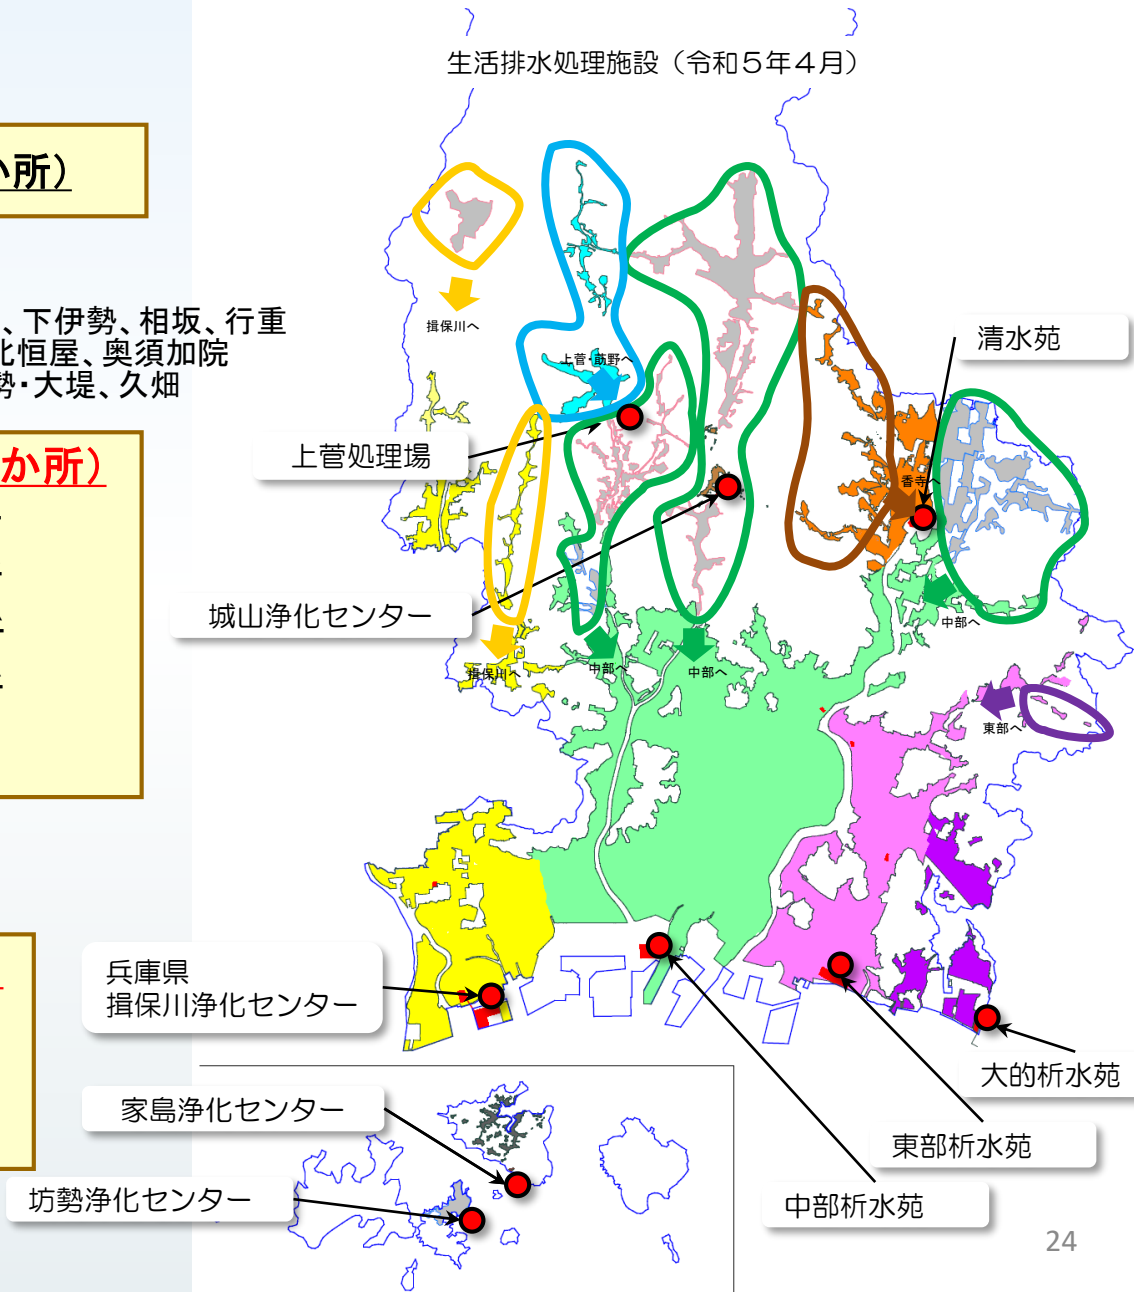 生活排水処理施設（令和５年４月）
か所）
、下伊勢、相坂、行重
北恒屋、奥須加院
勢・大堤、久畑
か所）
揖保川へ
上菅・莇野へ
清水苑
上菅処理場
香寺へ
城山浄化センター
中部へ
揖保川へ
中部へ
中部へ
東部へ
兵庫県
揖保川浄化センター
大的析水苑
家島浄化センター
東部析水苑
坊勢浄化センター
中部析水苑
24